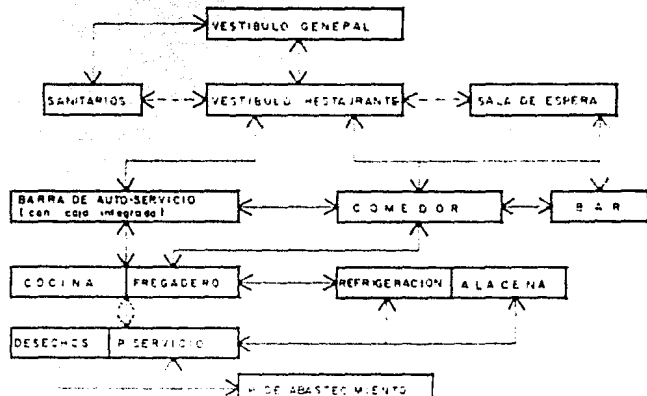 VESTIBULO GENERAL
SANITARIOS
VESTIBULO RESTAURANTE
SALA DE ESPERA
BARRA DE AUTO-SERVICIO
(con caja integrada)
COMEDOR
BAR
COCINA
FREGADERO
REFRIGERACION
ALACENA
DESECHOS
P. SERVICIO
DE ABASTECIMIENTO